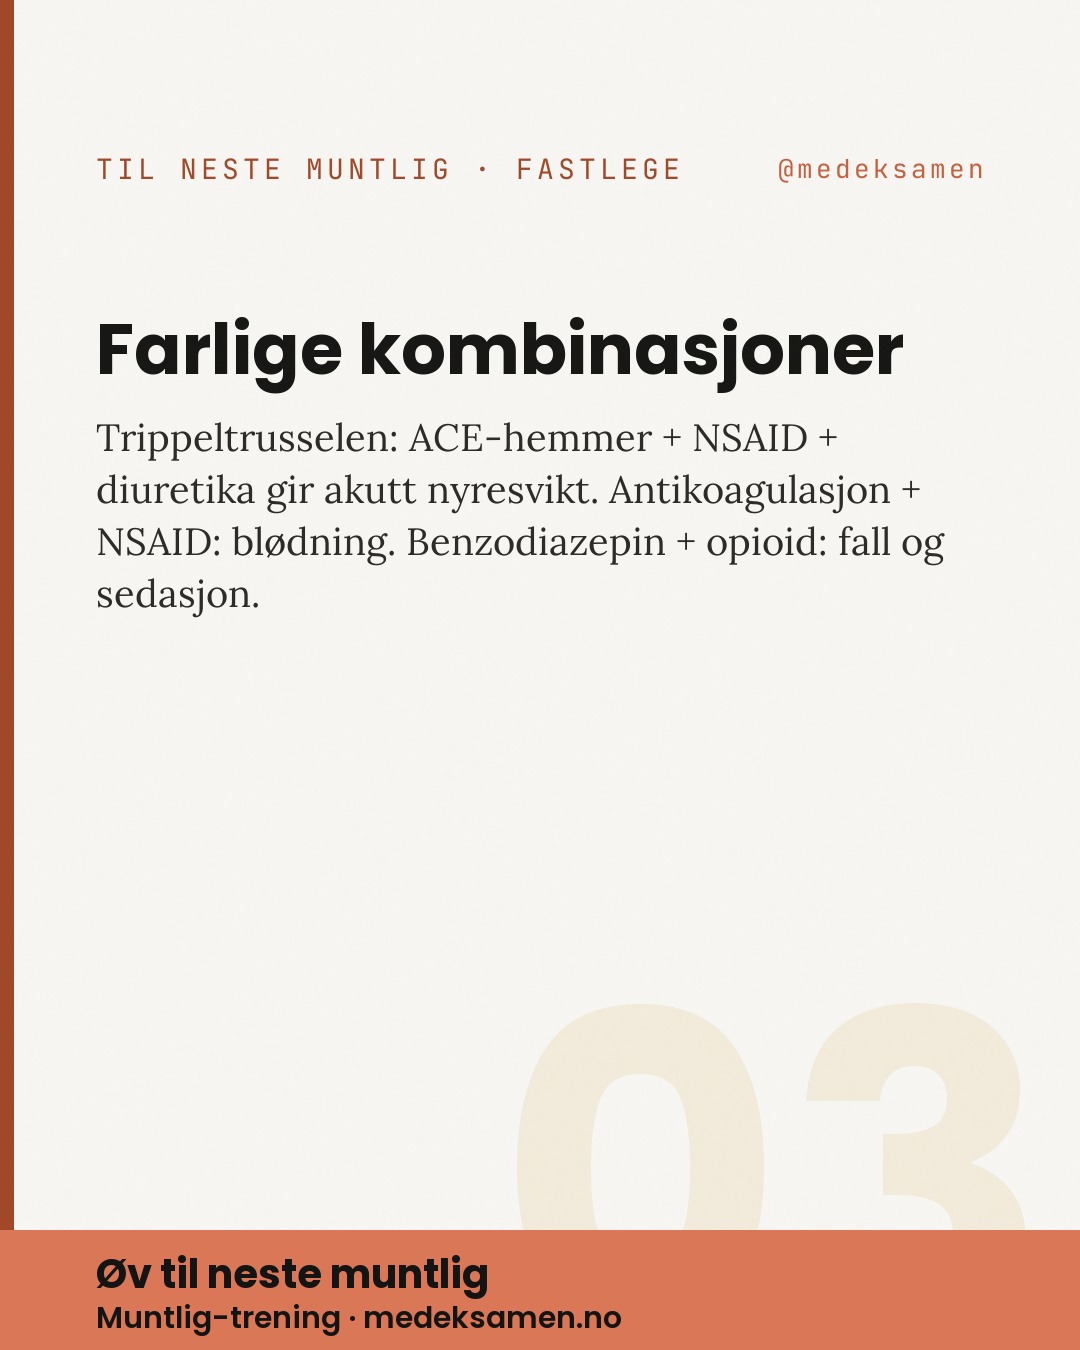 TIL NESTE MUNTLIG · FASTLEGE
@medeksamen
Farlige kombinasjoner
Trippeltrusselen: ACE-hemmer + NSAID +
diuretika gir akutt nyresvikt. Antikoagulasjon +
NSAID: blødning. Benzodiazepin + opioid: fall og
sedasjon.
03
Øv til neste muntlig
Muntlig-trening · medeksamen.no